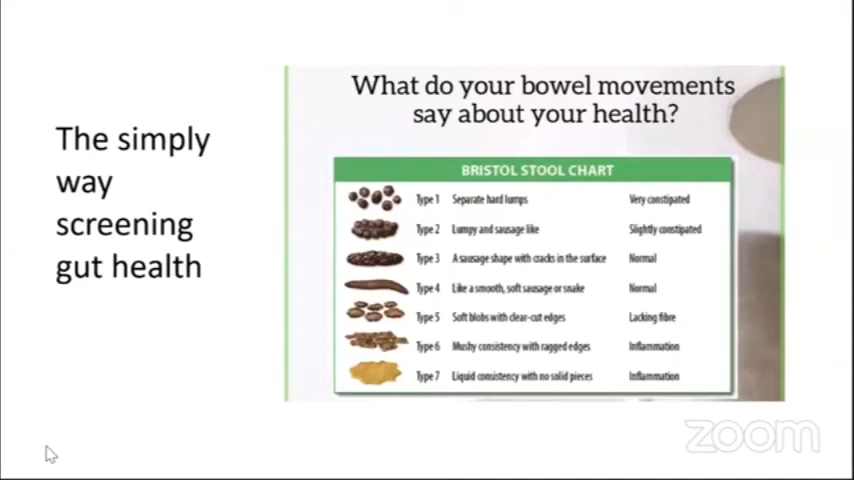 The simply
way
screening
gut health
What do your bowel movements
say about your health?
BRISTOL STOOL CHART
Type 1 Separate hard lumps Very constipated
Type 2 Lumpy and sausage like Slightly constipated
Type 3 A sausage shape with cracks in the surface Normal
Type 4 Like a smooth, soft sausage or snake Normal
Type 5 Soft blobs with clear-cut edges Lacking fibre
Type 6 Mushy consistency with ragged edges Inflammation
Type 7 Liquid consistency with no solid pieces Inflammation
zoom